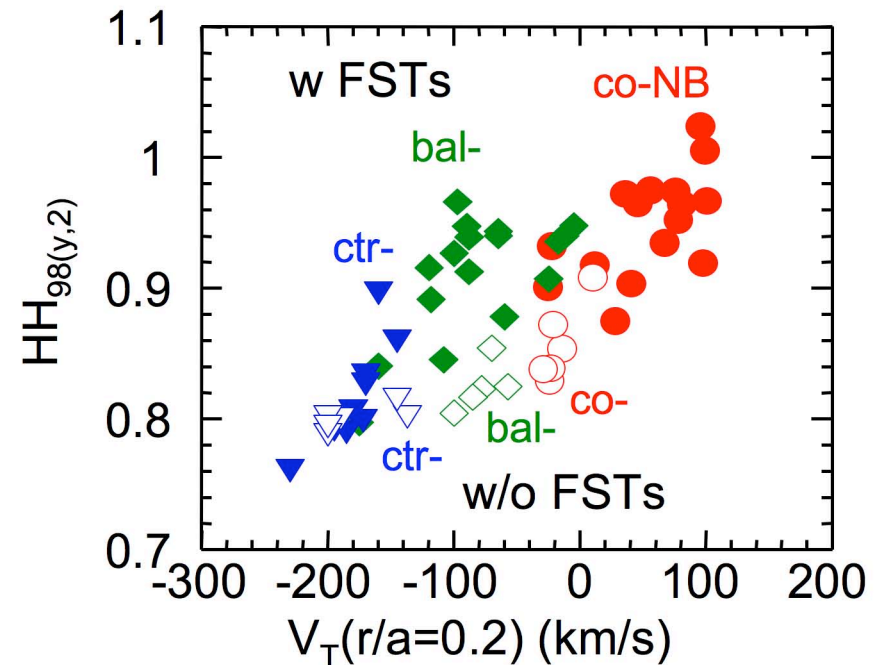 1.1
1
0.9
0.8
0.7
HH98(y,2)
w FSTs
co-NB
bal-
ctr-
co-
bal-
ctr-
w/o FSTs
-300 -200 -100 0 100 200
VT(r/a=0.2) (km/s)